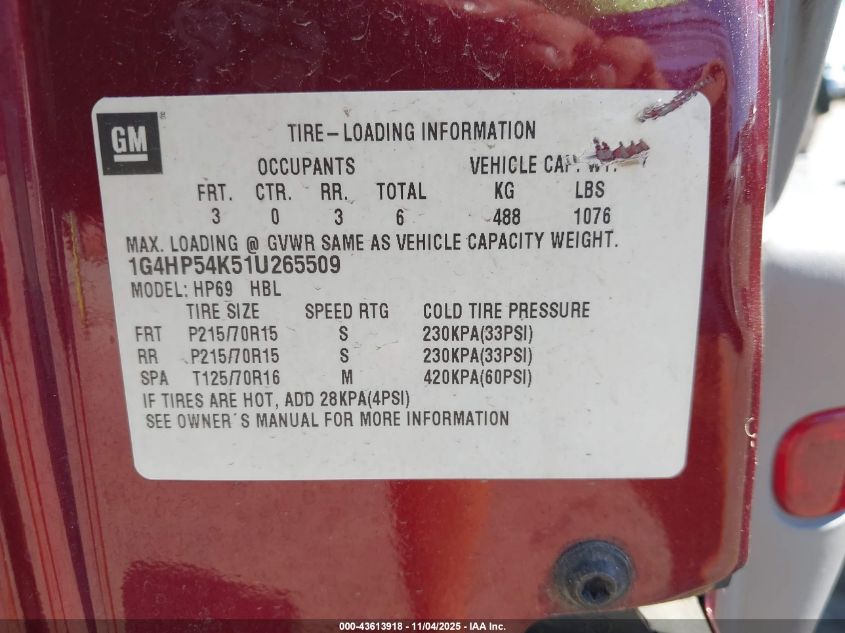 GM
TIRE-LOADING INFORMATION
OCCUPANTS VEHICLE CAP. WT.
FRT. CTR. RR. TOTAL KG LBS
3 0 3 6 488 1076
MAX. LOADING @ GVWR SAME AS VEHICLE CAPACITY WEIGHT.
1G4HP54K51U265509
MODEL: HP69 HBL
TIRE SIZE SPEED RTG COLD TIRE PRESSURE
FRT P215/70R15 S 230KPA(33PSI)
RR P215/70R15 S 230KPA(33PSI)
SPA T125/70R16 M 420KPA(60PSI)
IF TIRES ARE HOT, ADD 28KPA(4PSI)
SEE OWNER'S MANUAL FOR MORE INFORMATION
000-43613918 - 11/04/2025 - IAA Inc.